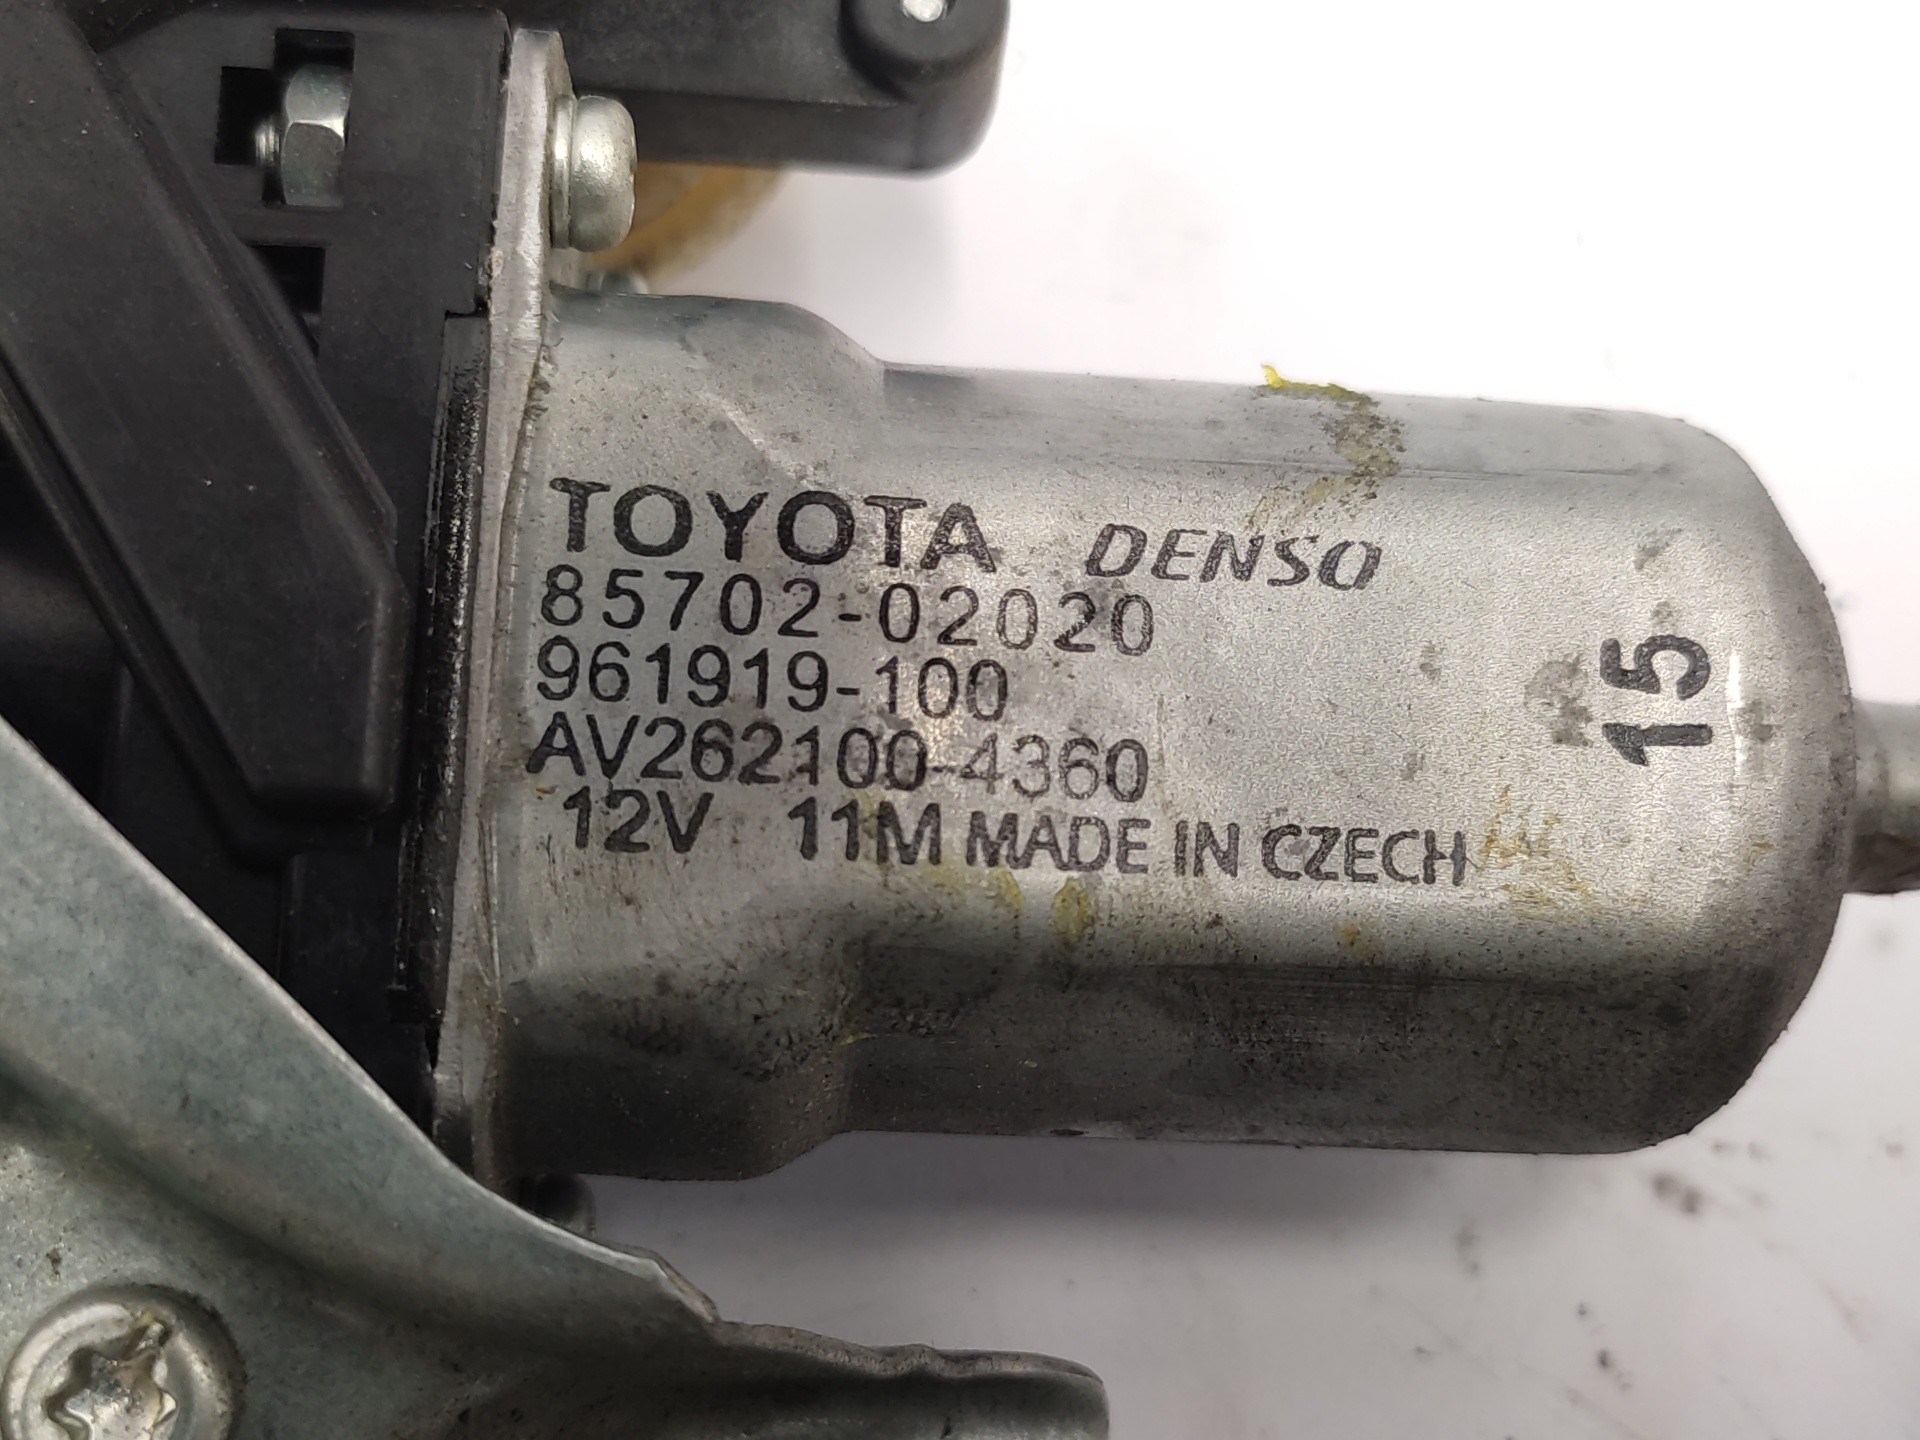 TOYOTA DENSO
85702-02020
961919-100
AV262100-4360
12V 11M MADE IN CZECH
15